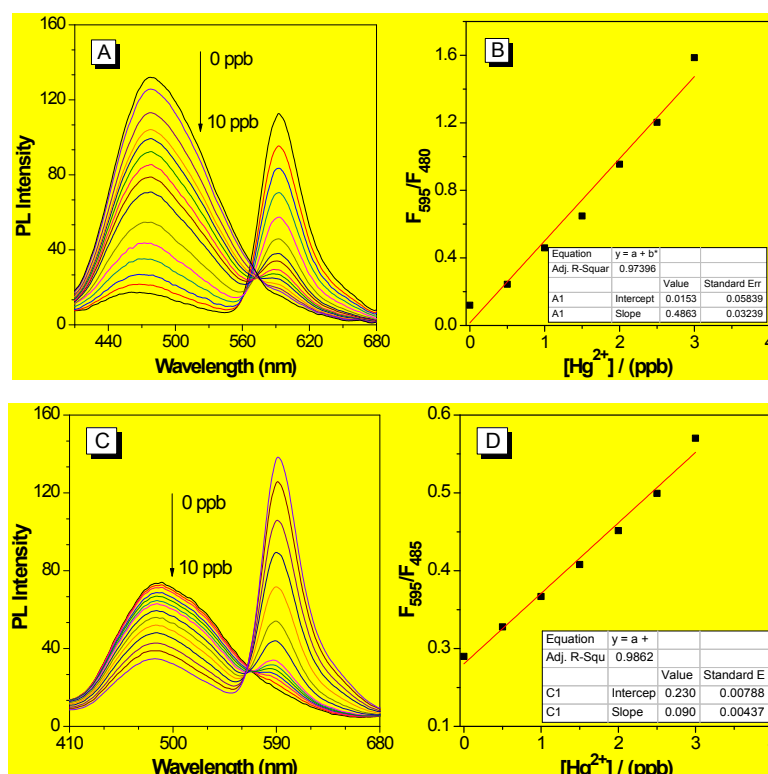 A
0 ppb
10 ppb
160
120
80
40
0
PL Intensity
440 500 560 620 680
Wavelength (nm)
B
1.6
1.2
0.8
0.4
0.0
F595/F480
Equation y = a + b*
Adj. R-Squar 0.97396
Value Standard Err
A1 Intercept 0.0153 0.05839
A1 Slope 0.4863 0.03239
0 1 2 3 4
[Hg2+] / (ppb)
C
0 ppb
10 ppb
160
120
80
40
0
PL Intensity
410 500 590 680
Wavelength (nm)
D
0.6
0.5
0.4
0.3
0.1
F595/F485
Equation y = a +
Adj. R-Squ 0.9862
Value Standard E
C1 Intercep 0.230 0.00788
C1 Slope 0.090 0.00437
0 1 2 3 4
[Hg2+] / (ppb)